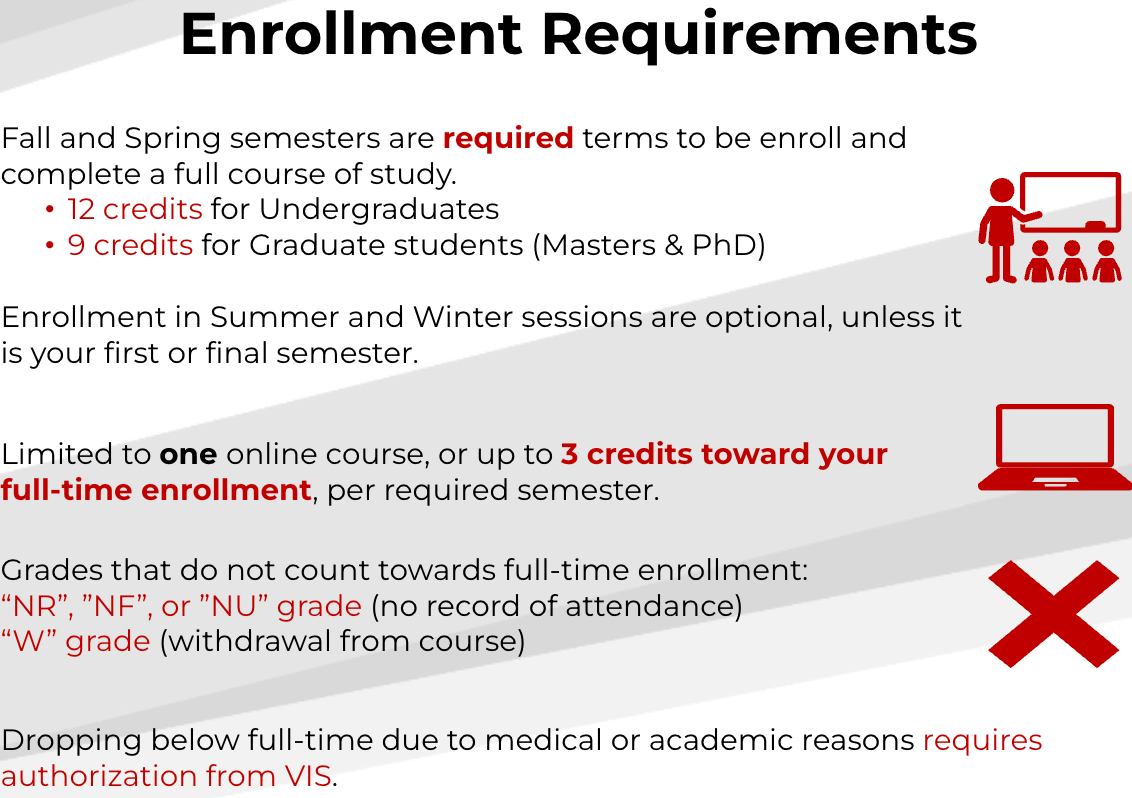 Enrollment Requirements
Fall and Spring semesters are required terms to be enroll and
complete a full course of study.
• 12 credits for Undergraduates
• 9 credits for Graduate students (Masters & PhD)
Enrollment in Summer and Winter sessions are optional, unless it
is your first or final semester.
Limited to one online course, or up to 3 credits toward your
full-time enrollment, per required semester.
Grades that do not count towards full-time enrollment:
“NR”, ”NF”, or ”NU” grade (no record of attendance)
“W” grade (withdrawal from course)
Dropping below full-time due to medical or academic reasons requires
authorization from VIS.